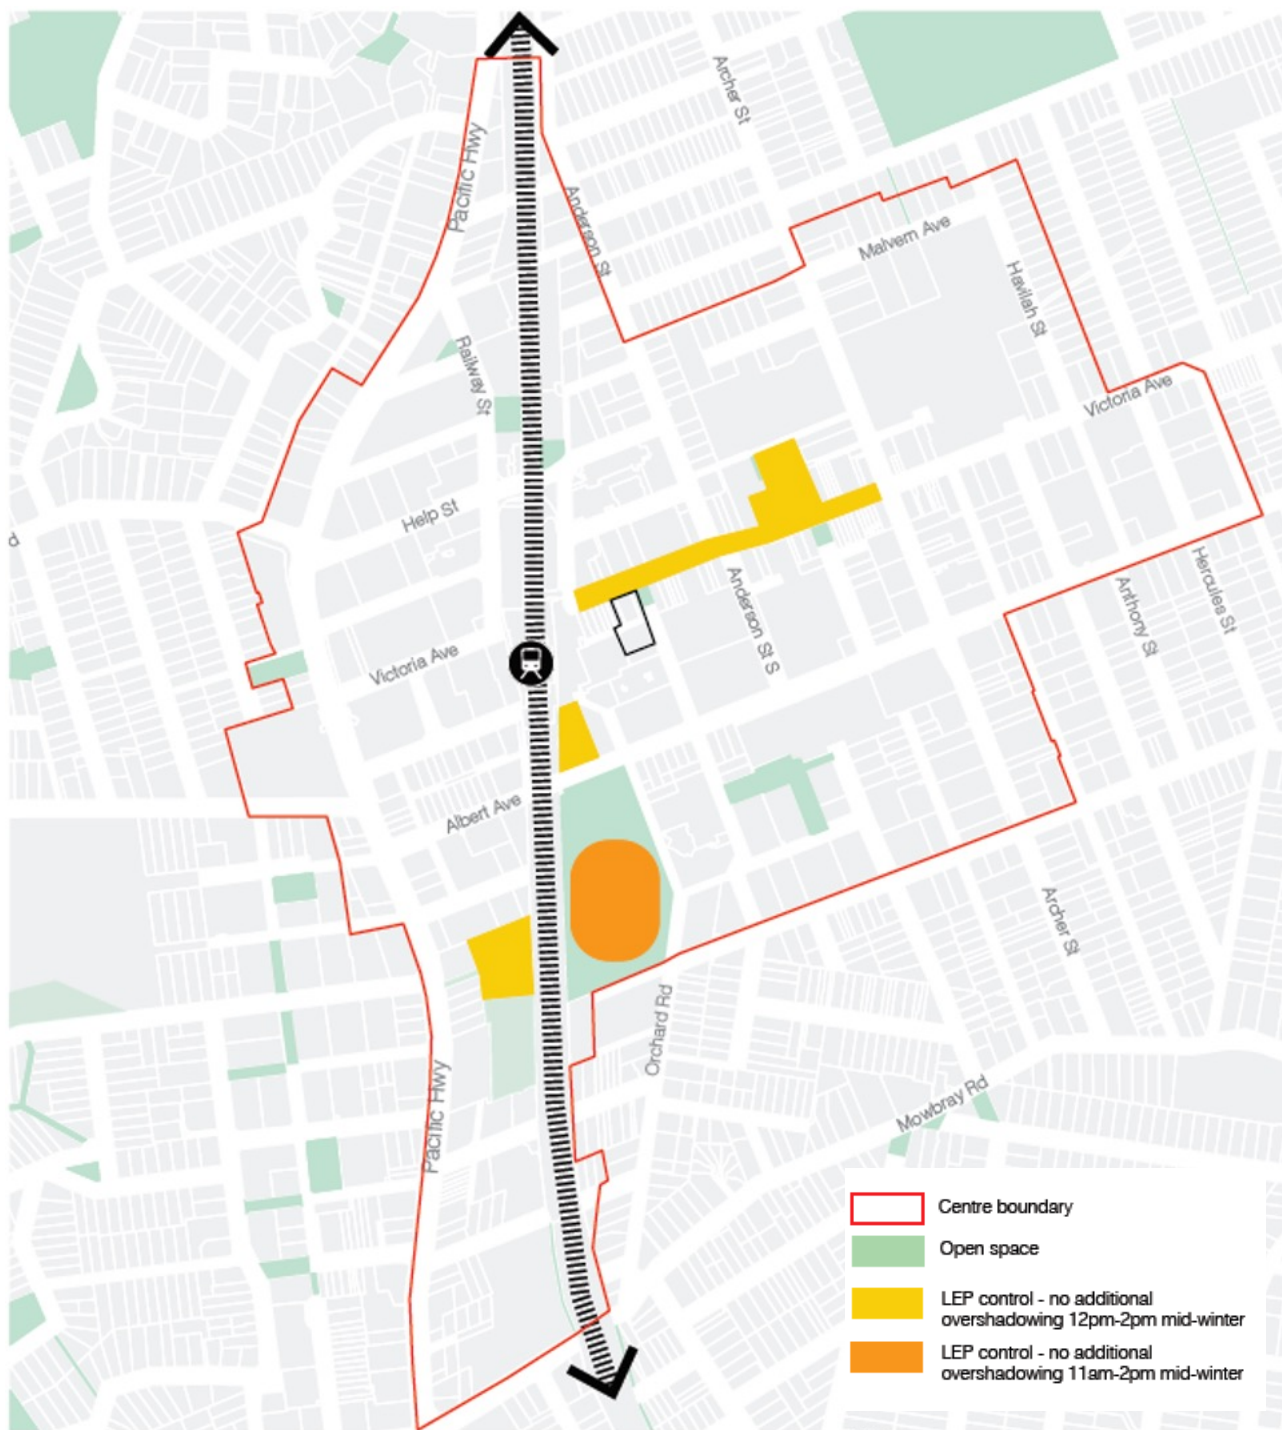 Archer St
Pacific Hwy
Anderson St
Malvern Ave
Havilah St
Railway St
Victoria Ave
Help St
d
Hercules St
Anderson St S
Anthony St
Victoria Ave
Albert Ave
Archer St
Orchard Rd
Pacific Hwy
Mowbray Rd
Centre boundary
Open space
LEP control - no additional
overshadowing 12pm-2pm mid-winter
LEP control - no additional
overshadowing 11am-2pm mid-winter